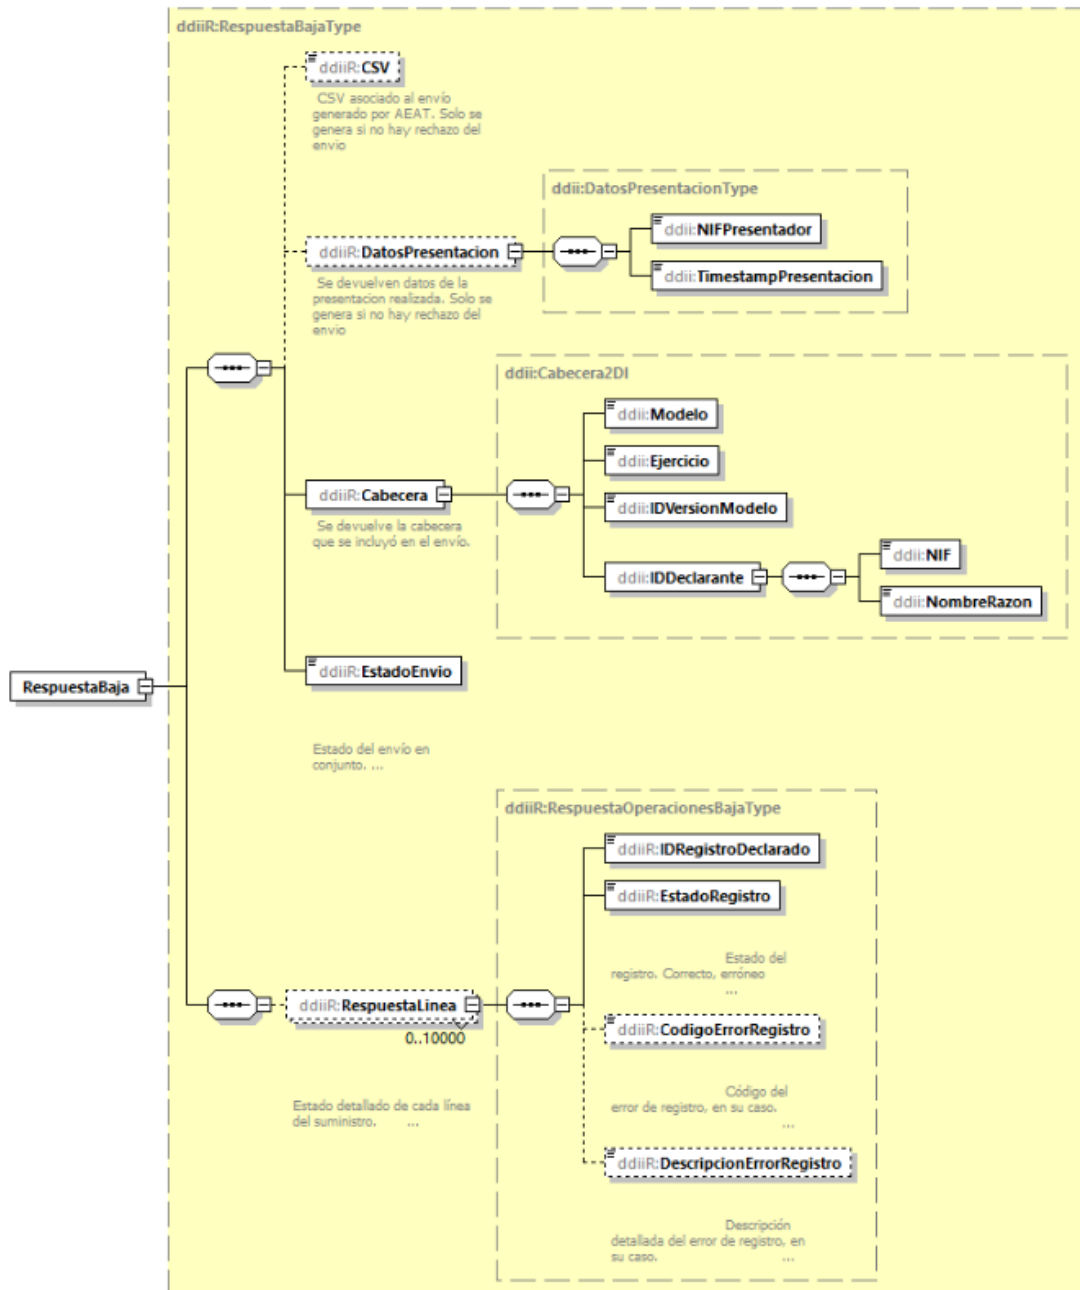 ddiiR:RespuestaBajaType
ddiiR:CSV
CSV asociado al envío
generado por AEAT. Solo se
genera si no hay rechazo del
envio
ddii:DatosPresentacionType
ddii:NIFPresentador
ddiiR:DatosPresentacion
ddii:TimestampPresentacion
Se devuelven datos de la
presentacion realizada. Solo se
genera si no hay rechazo del
envio
ddii:Cabecera2DI
ddii:Modelo
ddii:Ejercicio
ddiiR:Cabecera
ddii:IDVersionModelo
Se devuelve la cabecera
que se incluyó en el envío.
ddii:NIF
ddii:IDDeclarante
ddii:NombreRazon
ddiiR:EstadoEnvio
RespuestaBaja
Estado del envío en
conjunto. ...
ddiiR:RespuestaOperacionesBajaType
ddiiR:IDRegistroDeclarado
ddiiR:EstadoRegistro
Estado del
registro. Correcto, erróneo
...
ddiiR:RespuestaLinea
0..10000
ddiiR:CodigoErrorRegistro
Estado detallado de cada línea
del suministro. ...
Código del
error de registro, en su caso.
...
ddiiR:DescripcionErrorRegistro
Descripción
detallada del error de registro, en
su caso. ...